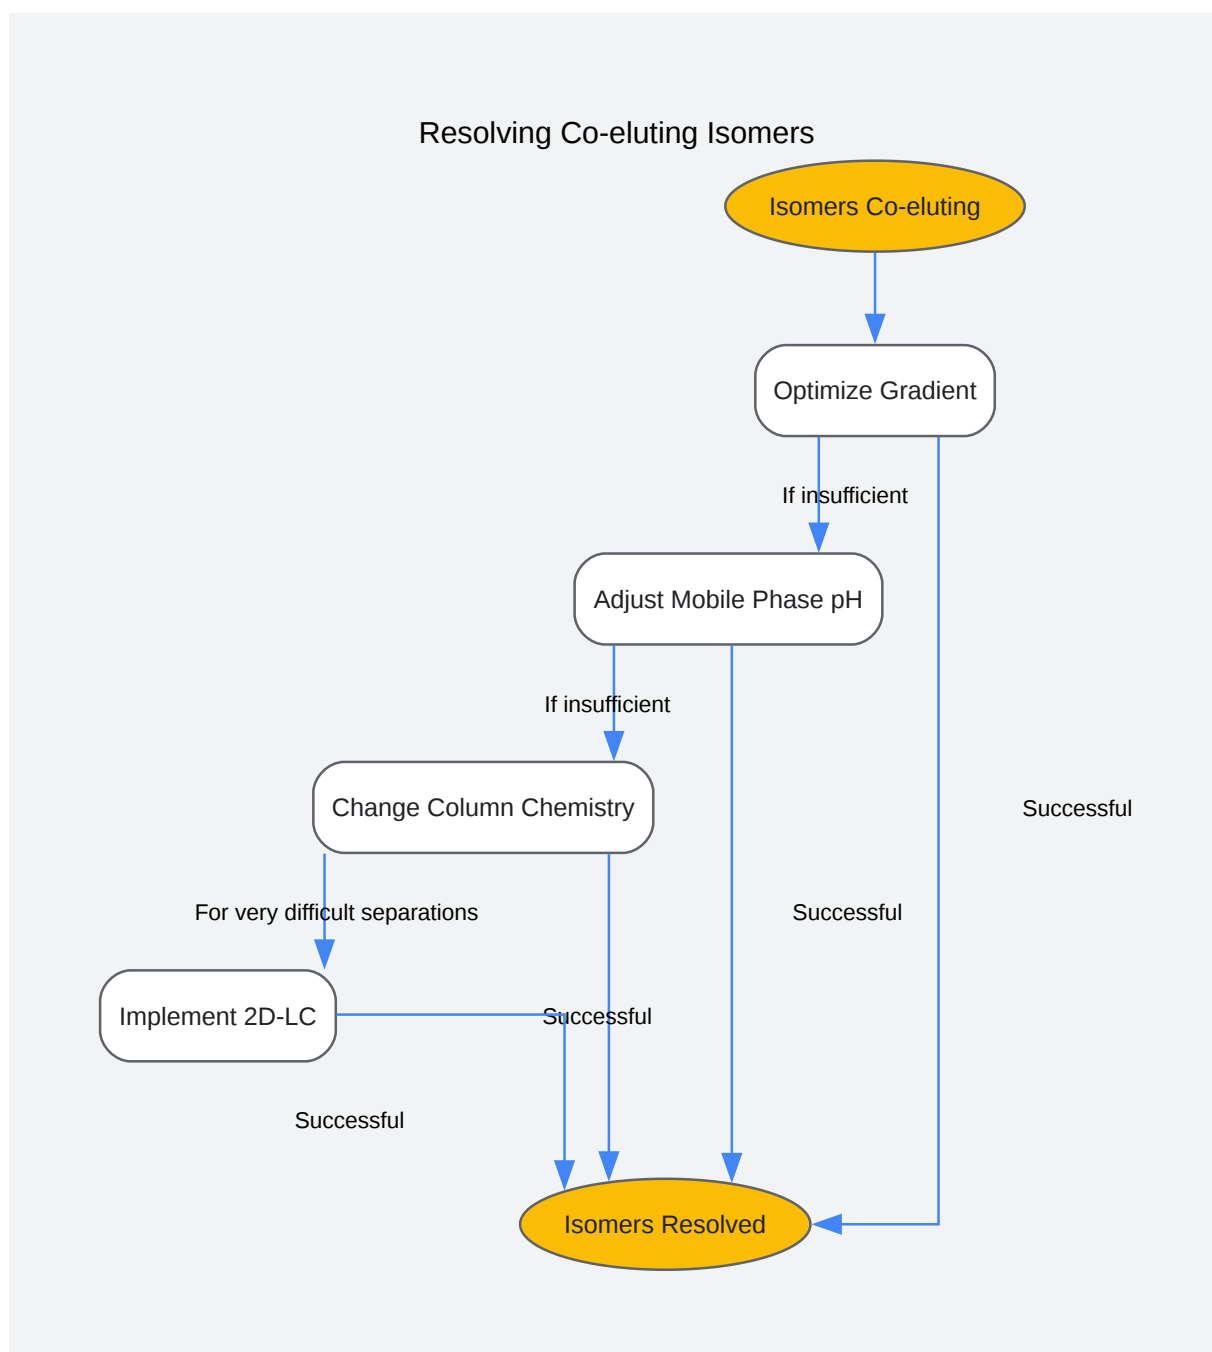 Resolving Co-eluting Isomers
Isomers Co-eluting
Optimize Gradient
If insufficient
Adjust Mobile Phase pH
If insufficient
Change Column Chemistry
Successful
For very difficult separations
Successful
Implement 2D-LC
Successful
Successful
Isomers Resolved